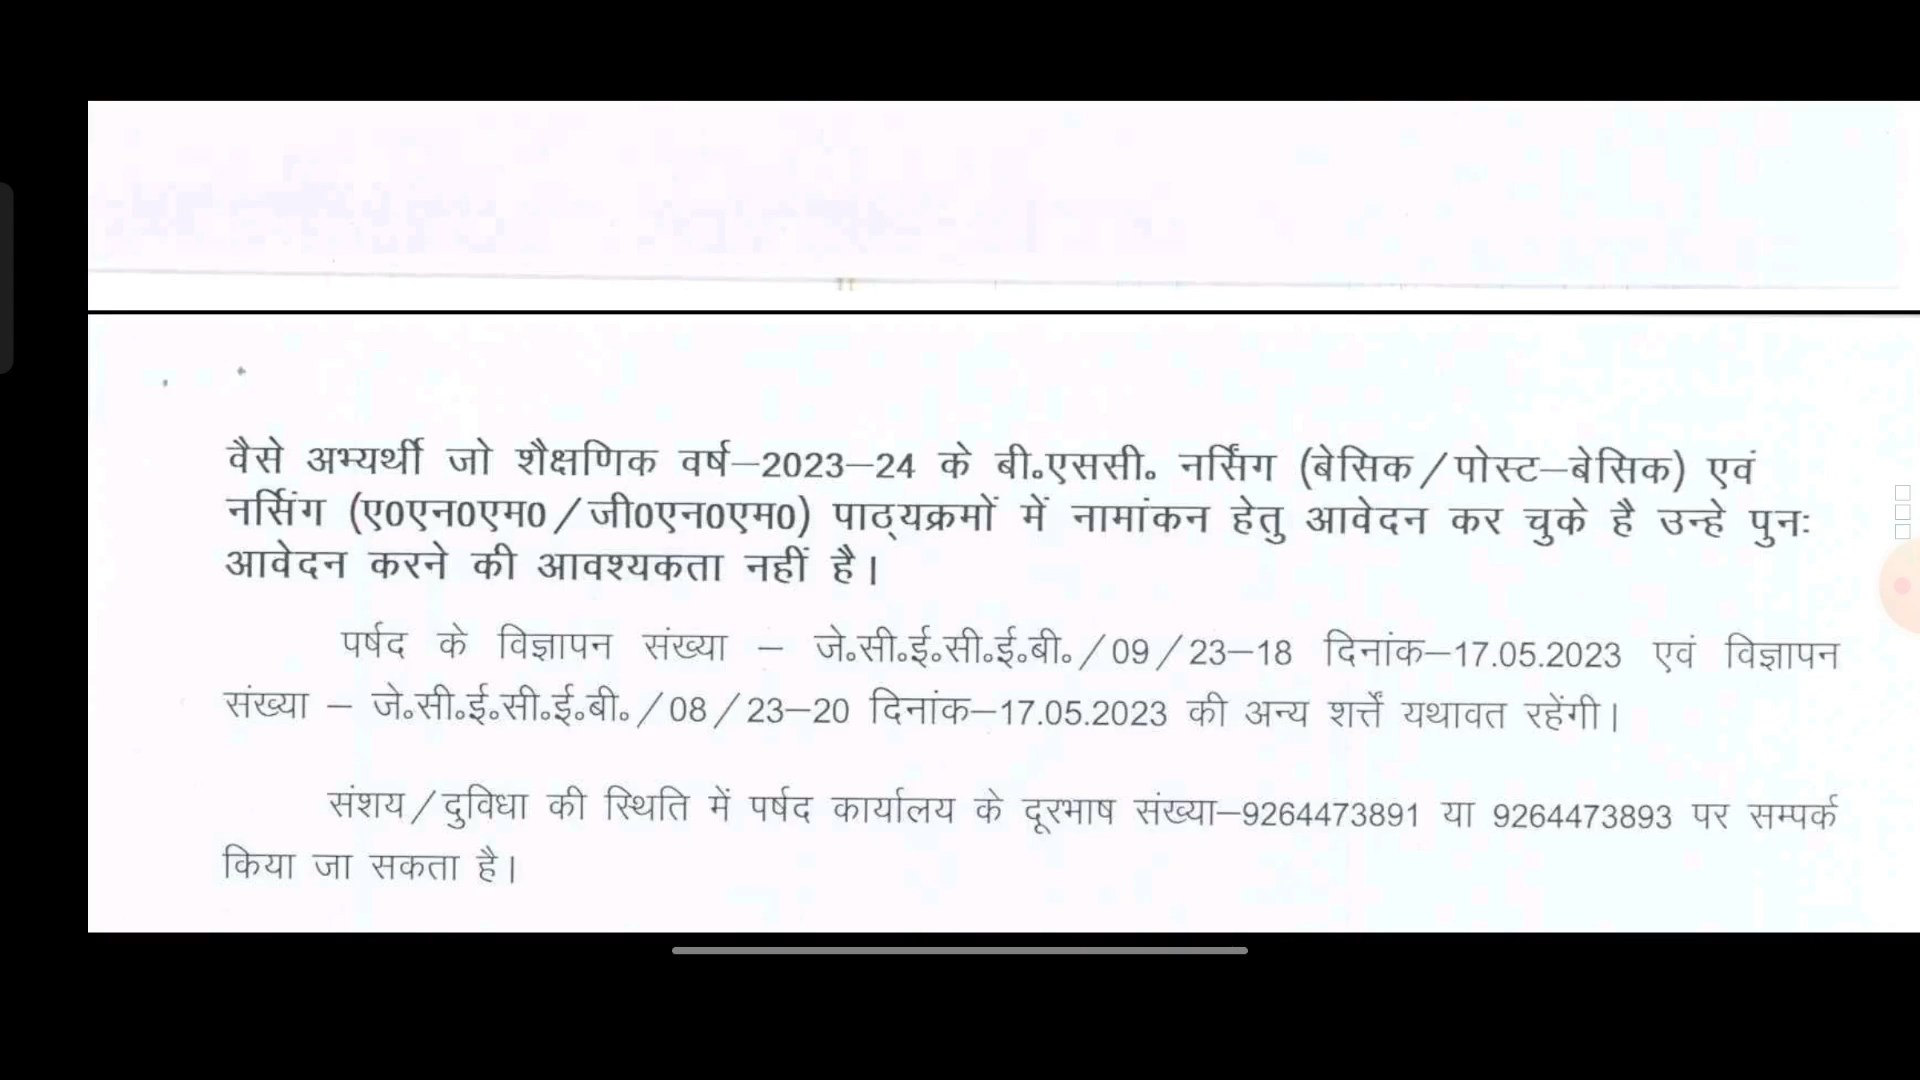 वैसे अभ्यर्थी जो शैक्षणिक वर्ष–2023–24 के बी॰एससी॰ नर्सिंग (बेसिक/पोस्ट–बेसिक) एवं
नर्सिंग (ए0एन0एम0/जी0एन0एम0) पाठ्यक्रमों में नामांकन हेतु आवेदन कर चुके है उन्हे पुनः
आवेदन करने की आवश्यकता नहीं है।
पर्षद के विज्ञापन संख्या – जे॰सी॰ई॰सी॰ई॰बी॰/09/23–18 दिनांक–17.05.2023 एवं विज्ञापन
संख्या – जे॰सी॰ई॰सी॰ई॰बी॰/08/23–20 दिनांक–17.05.2023 की अन्य शर्त्तें यथावत रहेंगी।
संशय/दुविधा की स्थिति में पर्षद कार्यालय के दूरभाष संख्या–9264473891 या 9264473893 पर सम्पर्क
किया जा सकता है।